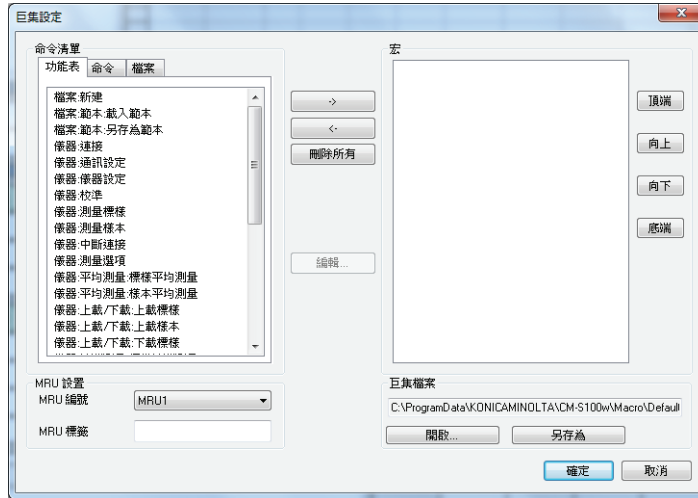 巨集設定
命令清單
功能表 命令 檔案
檔案:新建
檔案:範本:載入範本
檔案:範本:另存為範本
儀器:連接
儀器:通訊設定
儀器:儀器設定
儀器:校準
儀器:測量標樣
儀器:測量樣本
儀器:中斷連接
儀器:測量選項
儀器:平均測量:標樣平均測量
儀器:平均測量:樣本平均測量
儀器:上載/下載:上載標樣
儀器:上載/下載:上載樣本
儀器:上載/下載:下載標樣
->
<-
刪除所有
編輯...
宏
頂端
向上
向下
底端
MRU 設置
MRU 編號 MRU1
MRU 標籤
巨集檔案
C:\ProgramData\KONICAMINOLTA\CM-S100w\Macro\Default
開啟... 另存為
確定 取消